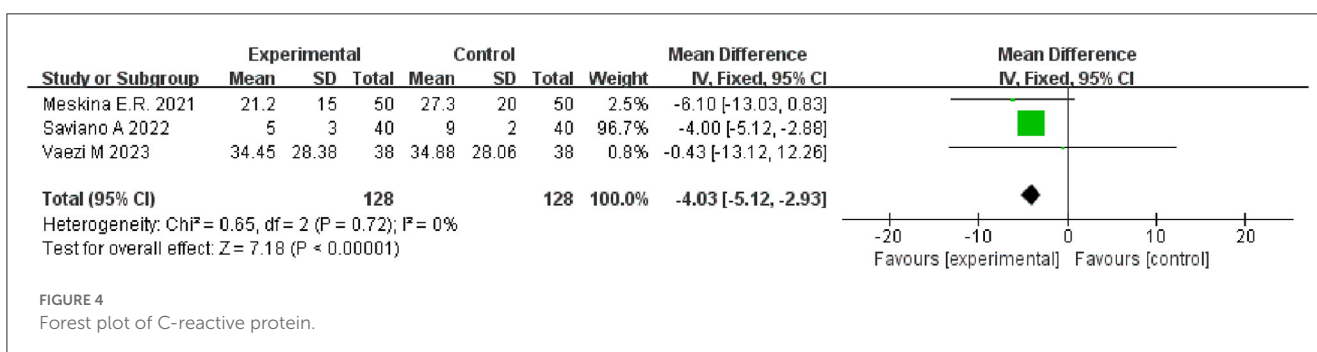 Experimental Control Mean Difference Mean Difference
Study or Subgroup Mean SD Total Mean SD Total Weight IV, Fixed, 95% CI IV, Fixed, 95% CI
Meskina E.R. 2021 21.2 15 50 27.3 20 50 2.5% -6.10 [-13.03, 0.83]
Saviano A 2022 5 3 40 9 2 40 96.7% -4.00 [-5.12, -2.88]
Vaezi M 2023 34.45 28.38 38 34.88 28.06 38 0.8% -0.43 [-13.12, 12.26]
Total (95% CI) 128 128 100.0% -4.03 [-5.12, -2.93]
Heterogeneity: Chi² = 0.65, df = 2 (P = 0.72); I² = 0%
Test for overall effect: Z = 7.18 (P < 0.00001)
-20 -10 0 10 20
Favours [experimental] Favours [control]
FIGURE 4
Forest plot of C-reactive protein.